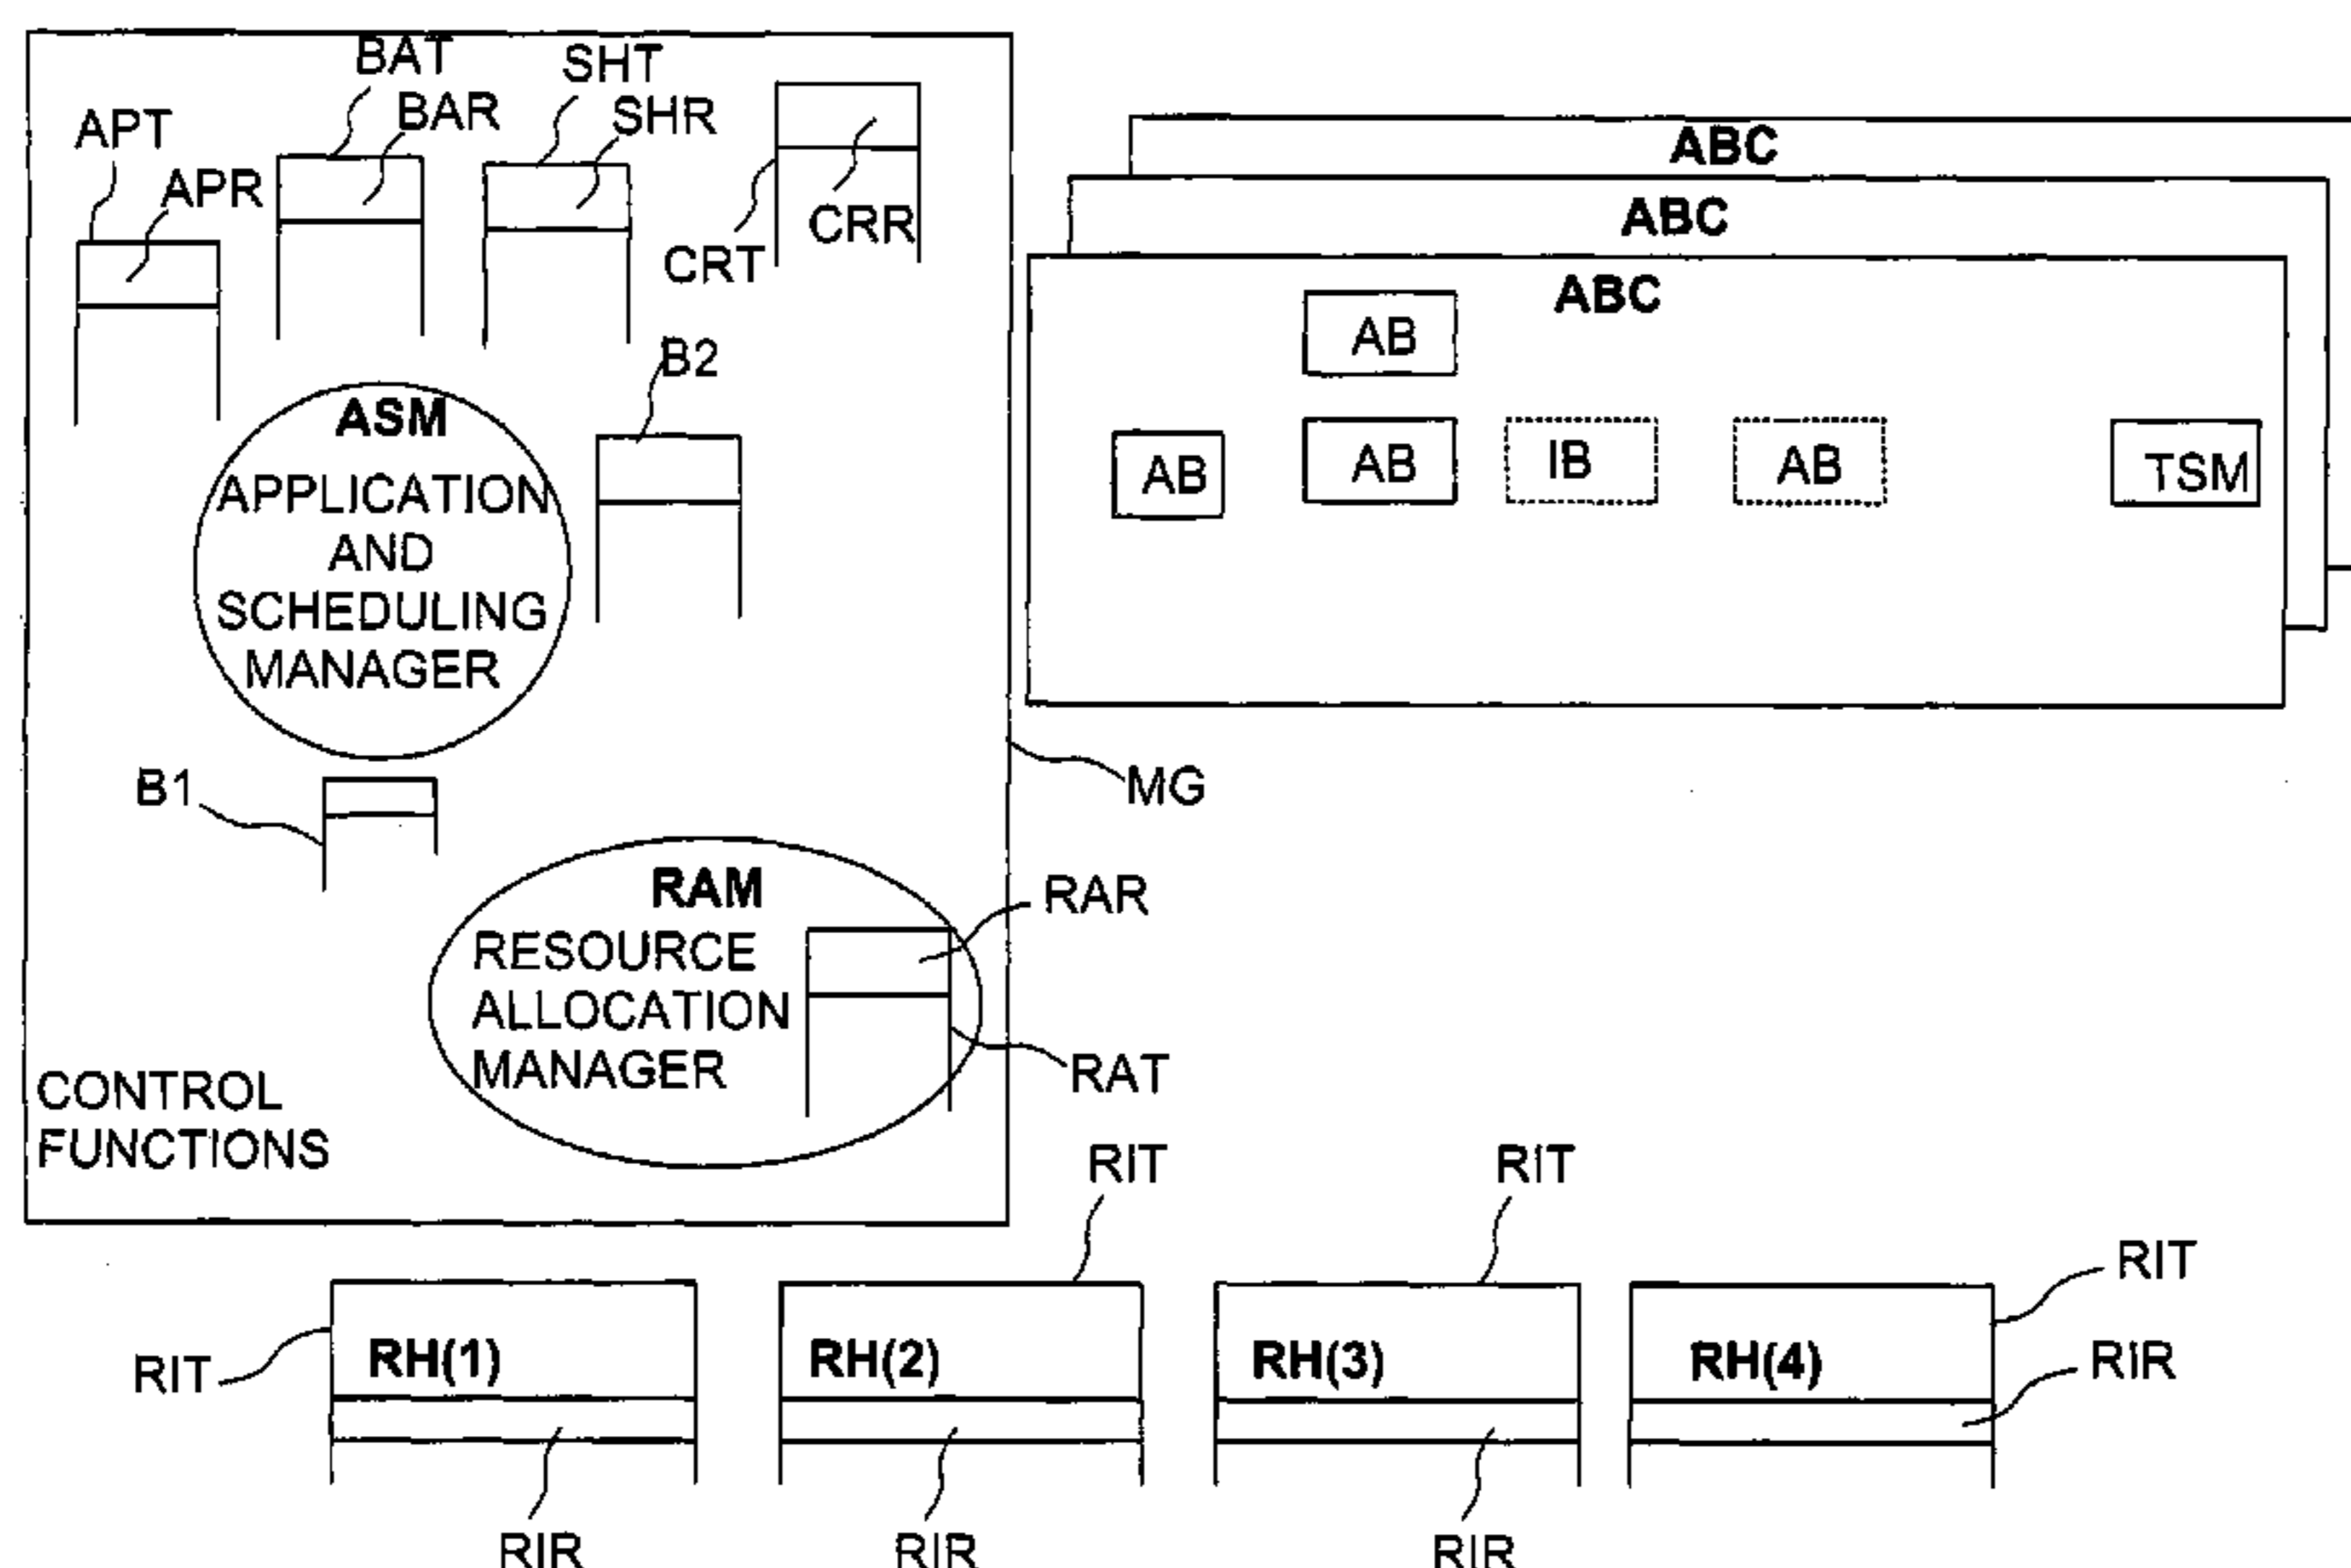 BAT
BAR
SHT
SHR
APT
APR
CRT
CRR
B2
ASM
APPLICATION
AND
SCHEDULING
MANAGER
B1
MG
RAM
RESOURCE
ALLOCATION
MANAGER
RAR
RAT
CONTROL
FUNCTIONS
ABC
ABC
ABC
AB
AB
AB
IB
AB
TSM
RIT
RIT
RIT
RIT
RH(1)
RH(2)
RH(3)
RH(4)
RIR
RIR
RIR
RIR